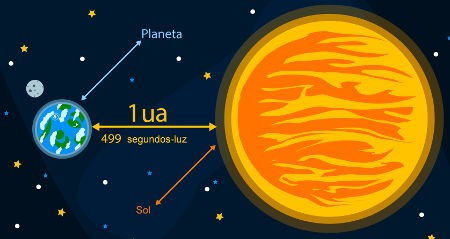 Planeta
1ua
499 segundos-luz
Sol